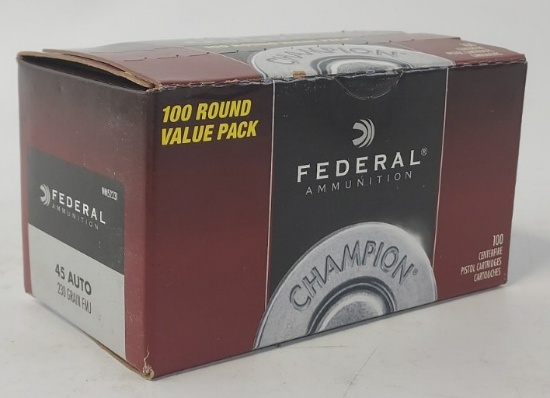 CHAMPION
100 ROUND
VALUE PACK
FEDERAL®
AMMUNITION
CHAMPION®
100
CENTERFIRE
PISTOL CARTRIDGES
CARTOUCHES
FEDERAL
AMMUNITION
45 AUTO
230 GRAIN FMJ